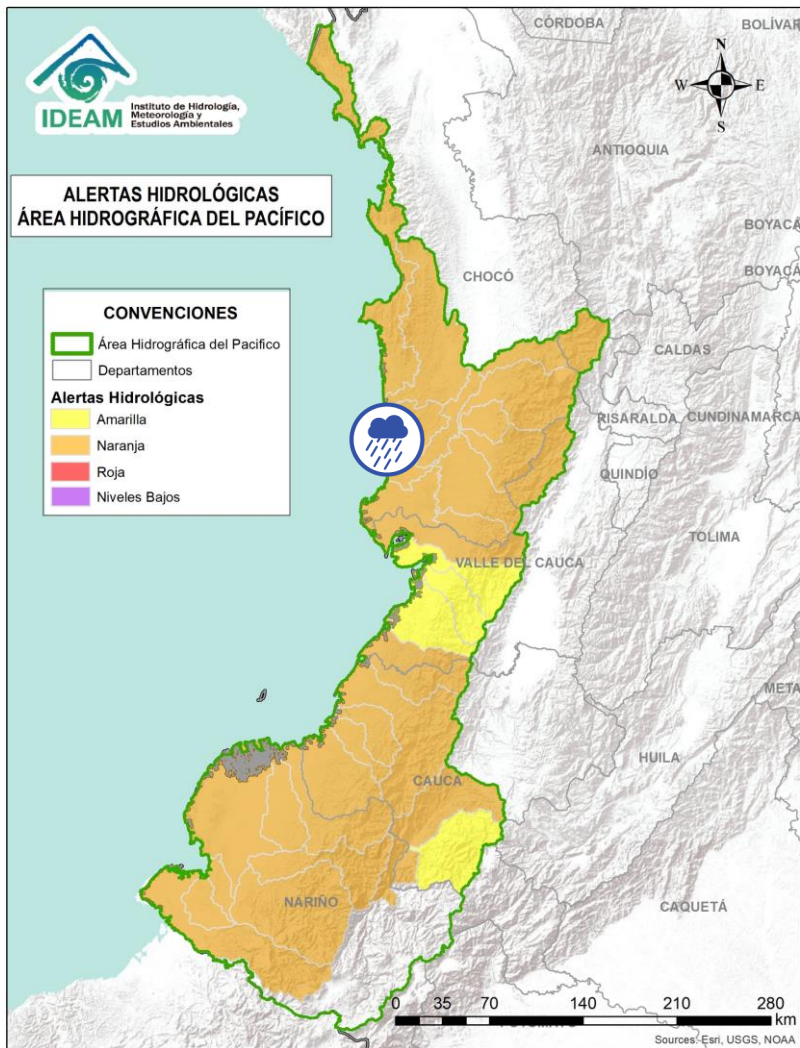 CÓRDOBA
BOLÍVAR
N
W E
S
IDEAM
Instituto de Hidrología,
Meteorología y
Estudios Ambientales
ANTIOQUIA
ALERTAS HIDROLÓGICAS
ÁREA HIDROGRÁFICA DEL PACÍFICO
BOYACÁ
BOYACÁ
CHOCÓ
CONVENCIONES
Área Hidrográfica del Pacifico
Departamentos
Alertas Hidrológicas
Amarilla
Naranja
Roja
Niveles Bajos
CALDAS
RISARALDA
CUNDINAMARCA
QUINDÍO
TOLIMA
VALLE DEL CAUCA
META
HUILA
CAUCA
NARIÑO
CAQUETÁ
0 35 70 140 210 280
km
Sources: Esri, USGS, NOAA